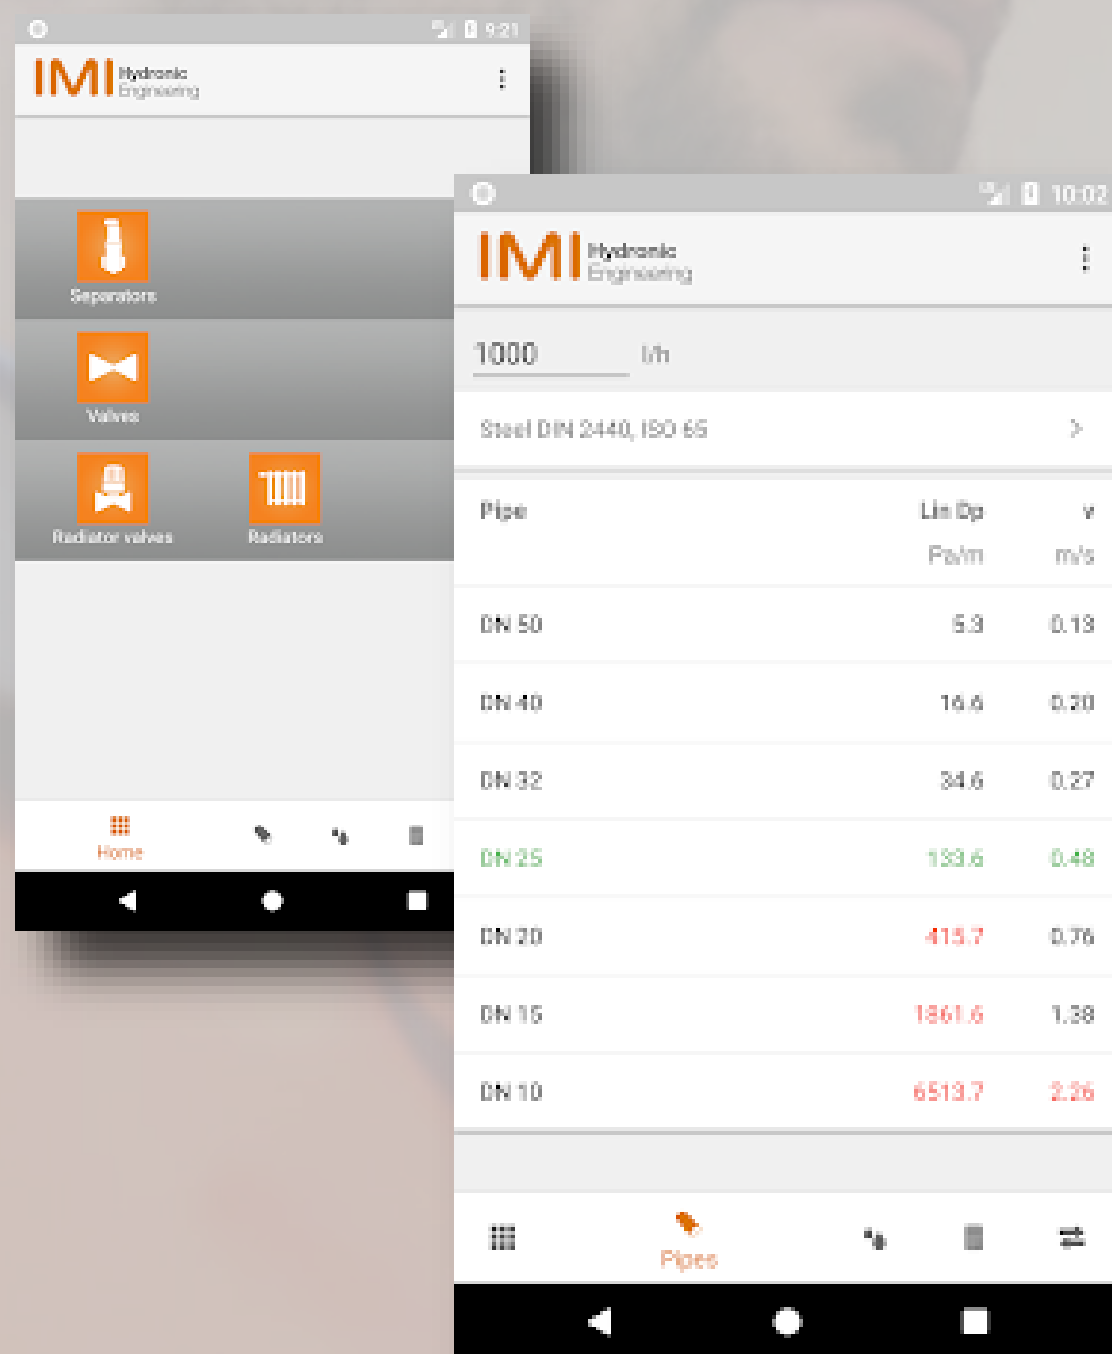 9:21
IMI Hydronic
Engineering
Separators
Valves
Radiator valves Radiators
Home
10:02
IMI Hydronic
Engineering
1000 l/h
Steel DIN 2440, ISO 65
Pipe Lin Dp v
Pa/m m/s
DN 50 5.3 0.13
DN 40 16.6 0.20
DN 32 34.6 0.27
DN 25 133.6 0.48
DN 20 415.7 0.76
DN 15 1861.6 1.38
DN 10 6513.7 2.26
Pipes